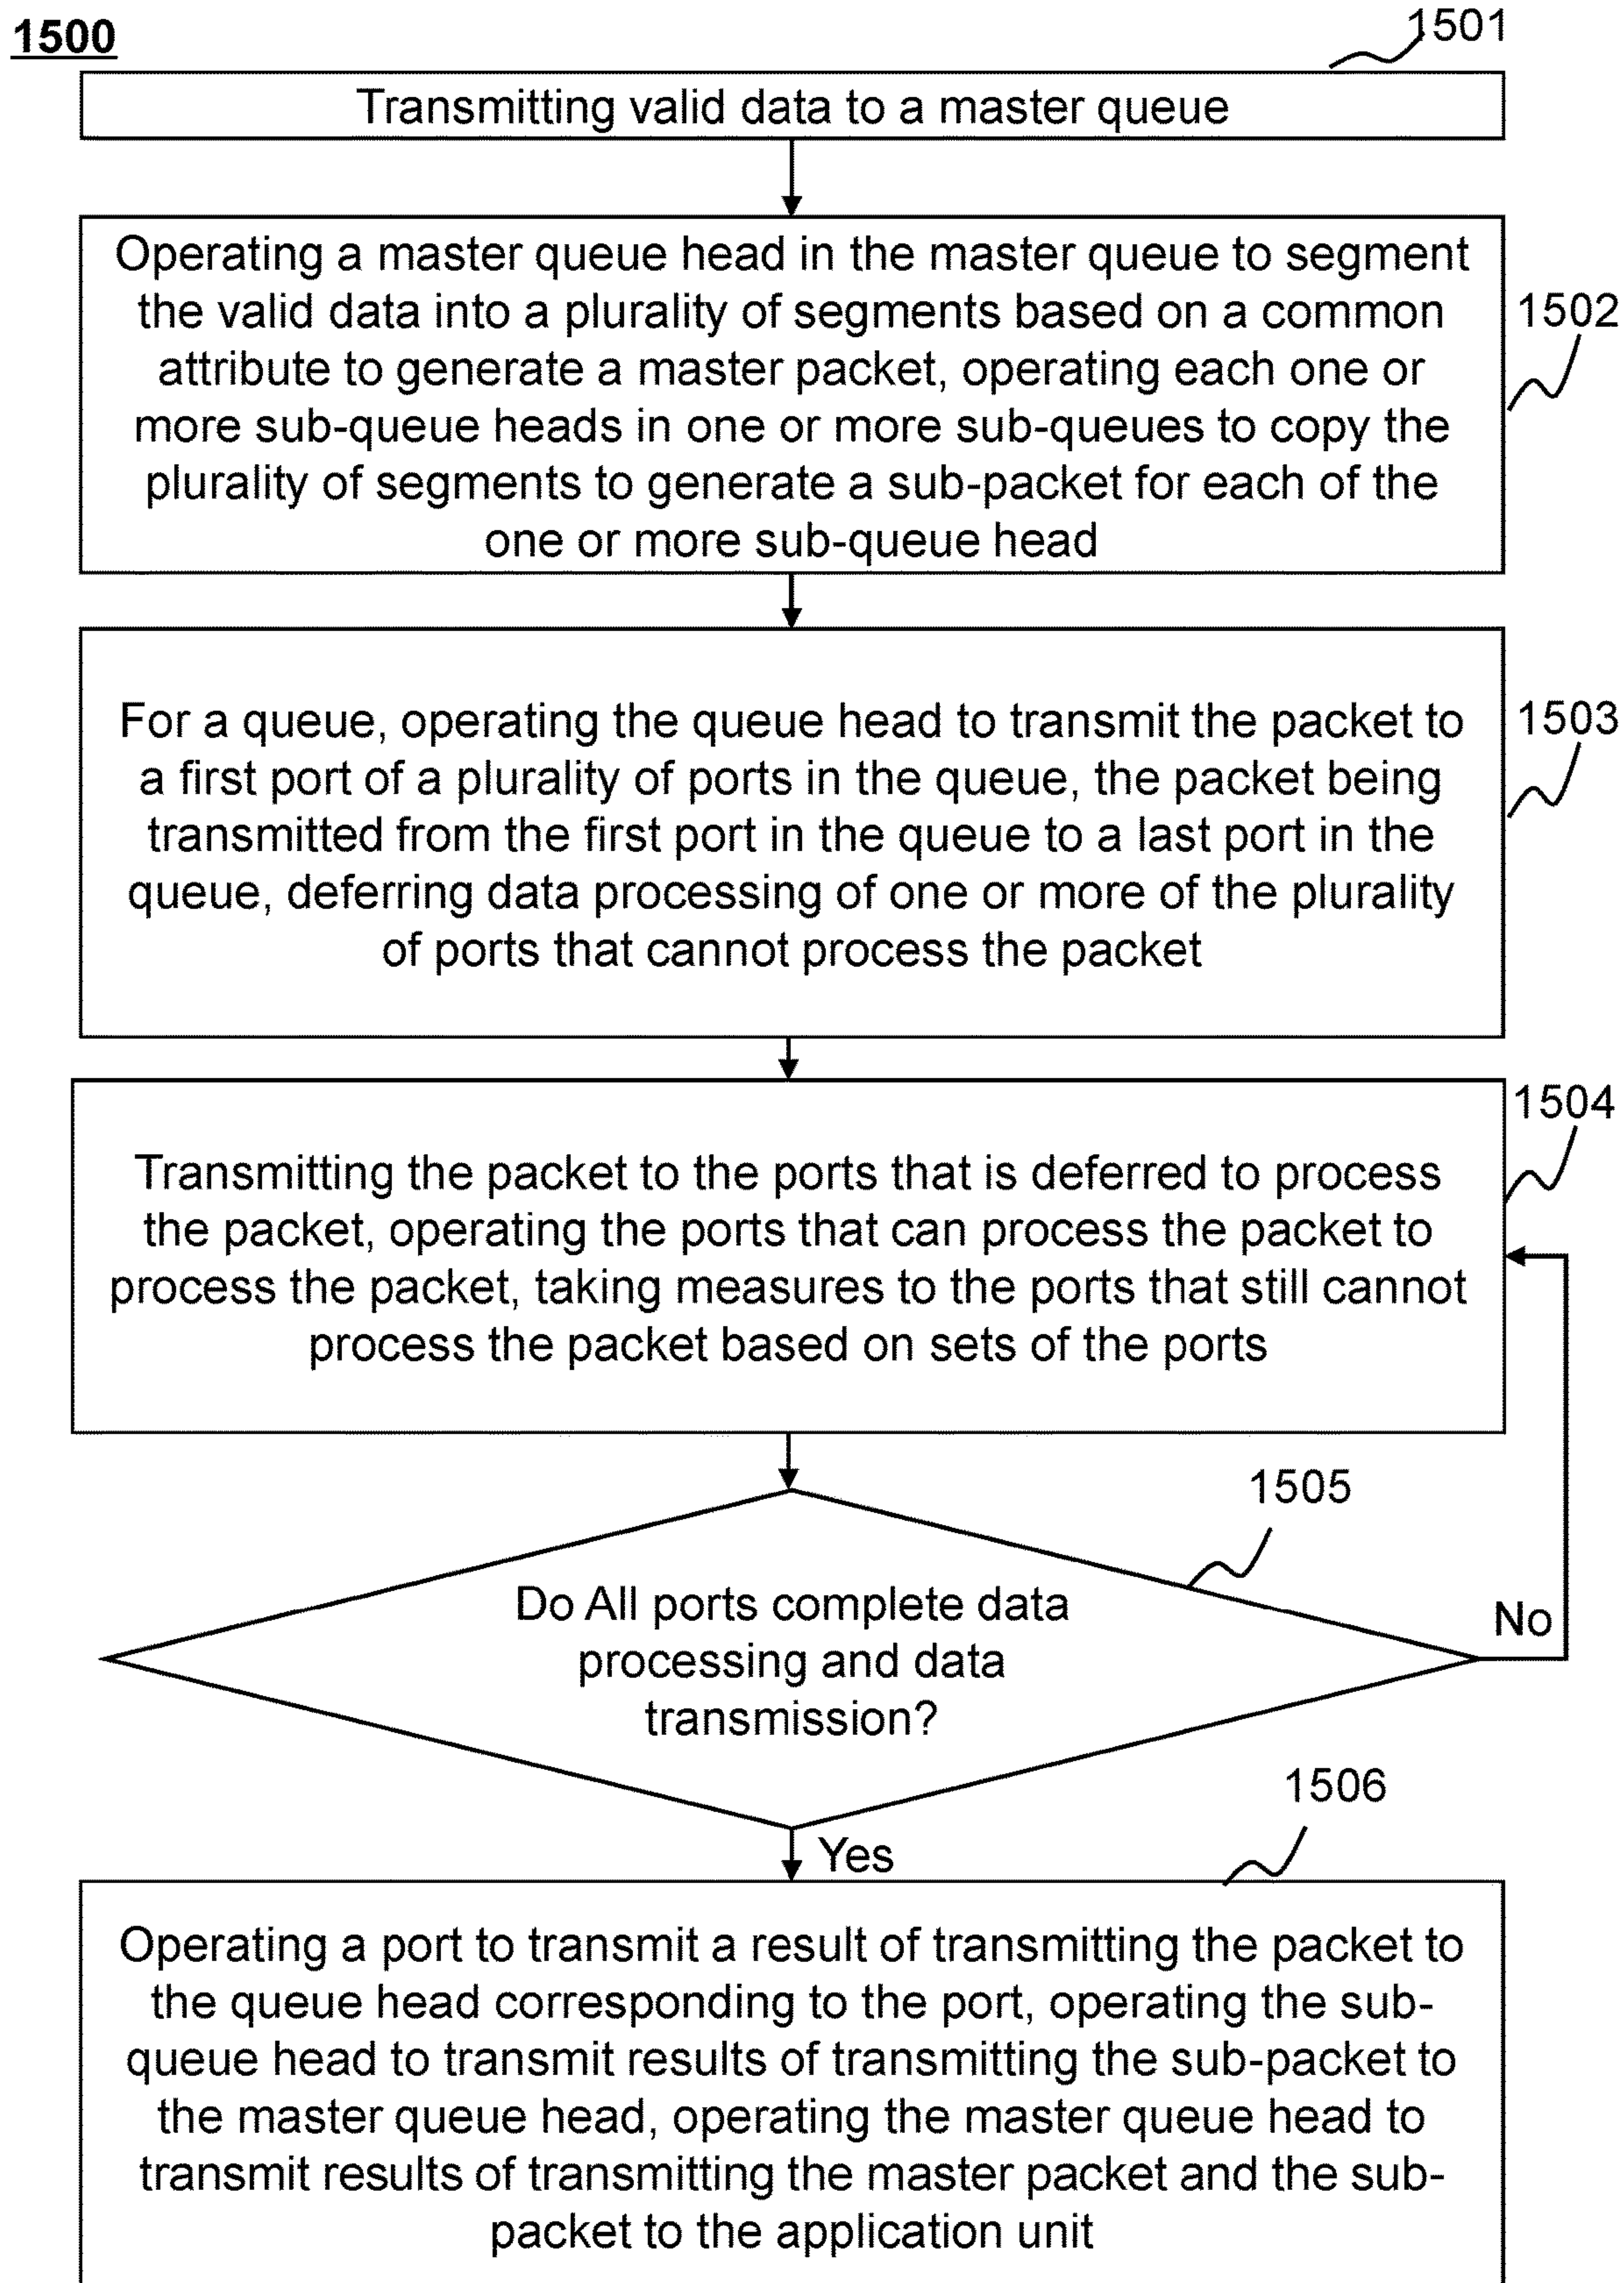 1500
1501
Transmitting valid data to a master queue
Operating a master queue head in the master queue to segment
the valid data into a plurality of segments based on a common
attribute to generate a master packet, operating each one or
more sub-queue heads in one or more sub-queues to copy the
plurality of segments to generate a sub-packet for each of the
one or more sub-queue head
1502
For a queue, operating the queue head to transmit the packet to
a first port of a plurality of ports in the queue, the packet being
transmitted from the first port in the queue to a last port in the
queue, deferring data processing of one or more of the plurality
of ports that cannot process the packet
1503
Transmitting the packet to the ports that is deferred to process
the packet, operating the ports that can process the packet to
process the packet, taking measures to the ports that still cannot
process the packet based on sets of the ports
1504
1505
Do All ports complete data
processing and data
transmission?
No
Yes
1506
Operating a port to transmit a result of transmitting the packet to
the queue head corresponding to the port, operating the sub-
queue head to transmit results of transmitting the sub-packet to
the master queue head, operating the master queue head to
transmit results of transmitting the master packet and the sub-
packet to the application unit